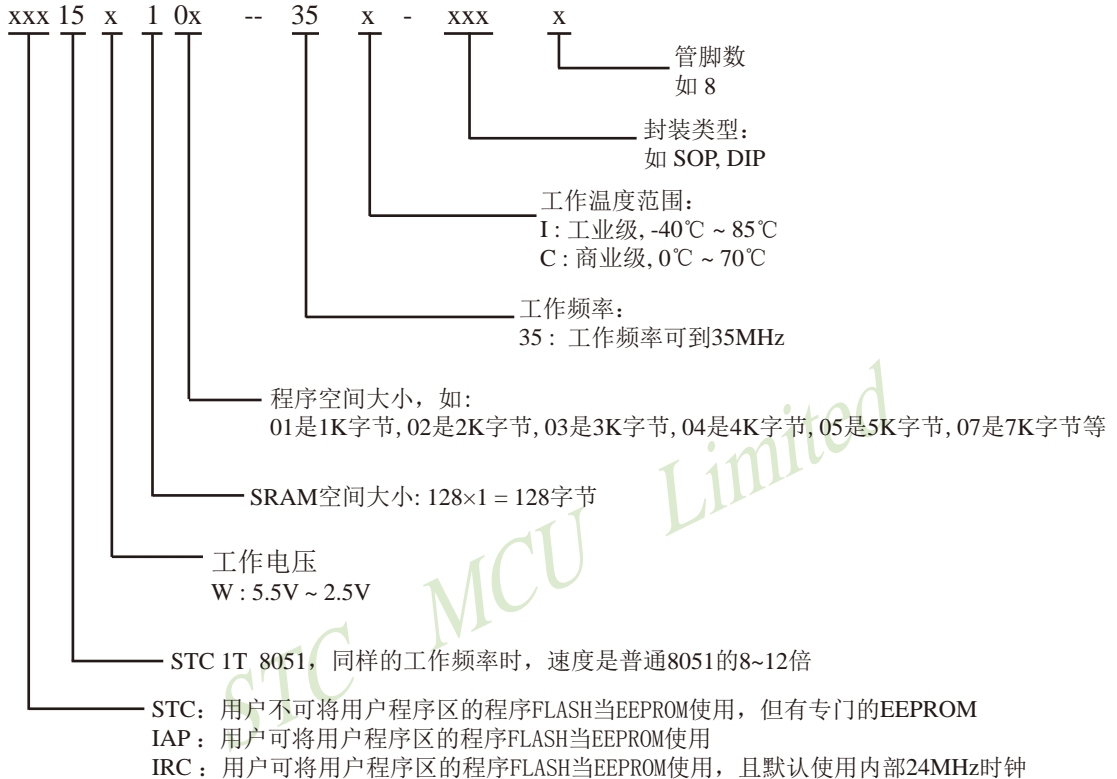 xxx 15 x 1 0x -- 35 x - xxx x
管脚数
如 8
封装类型：
如 SOP, DIP
工作温度范围：
I : 工业级, -40℃ ~ 85℃
C : 商业级, 0℃ ~ 70℃
工作频率：
35 : 工作频率可到35MHz
程序空间大小，如:
01是1K字节, 02是2K字节, 03是3K字节, 04是4K字节, 05是5K字节, 07是7K字节等
SRAM空间大小: 128×1 = 128字节
工作电压
W : 5.5V ~ 2.5V
STC 1T 8051，同样的工作频率时，速度是普通8051的8~12倍
STC：用户不可将用户程序区的程序FLASH当EEPROM使用，但有专门的EEPROM
IAP：用户可将用户程序区的程序FLASH当EEPROM使用
IRC：用户可将用户程序区的程序FLASH当EEPROM使用，且默认使用内部24MHz时钟
STC MCU Limited